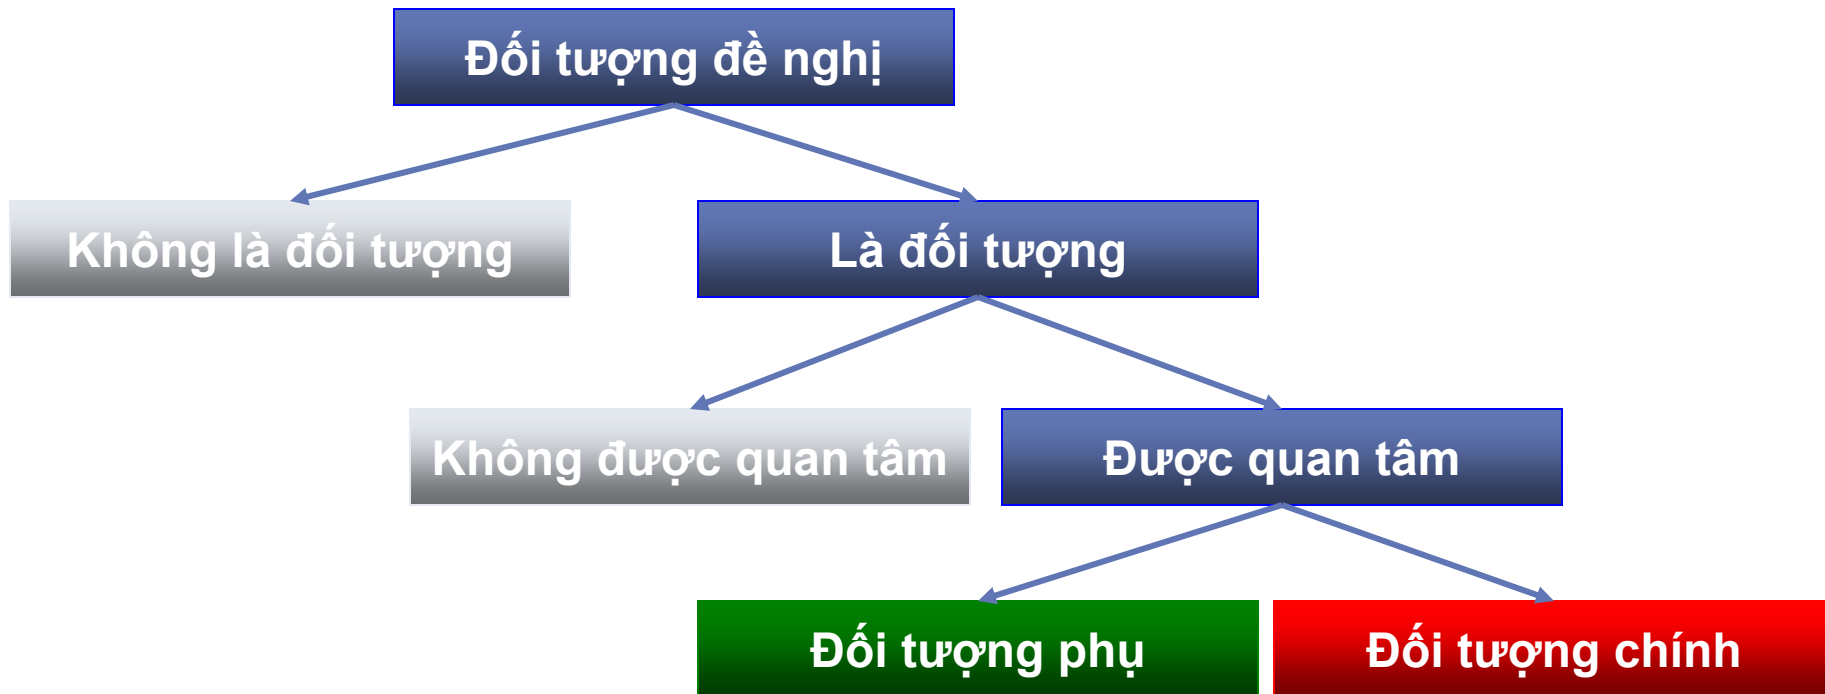 Đối tượng đề nghị
Không là đối tượng
Là đối tượng
Không được quan tâm
Được quan tâm
Đối tượng phụ
Đối tượng chính